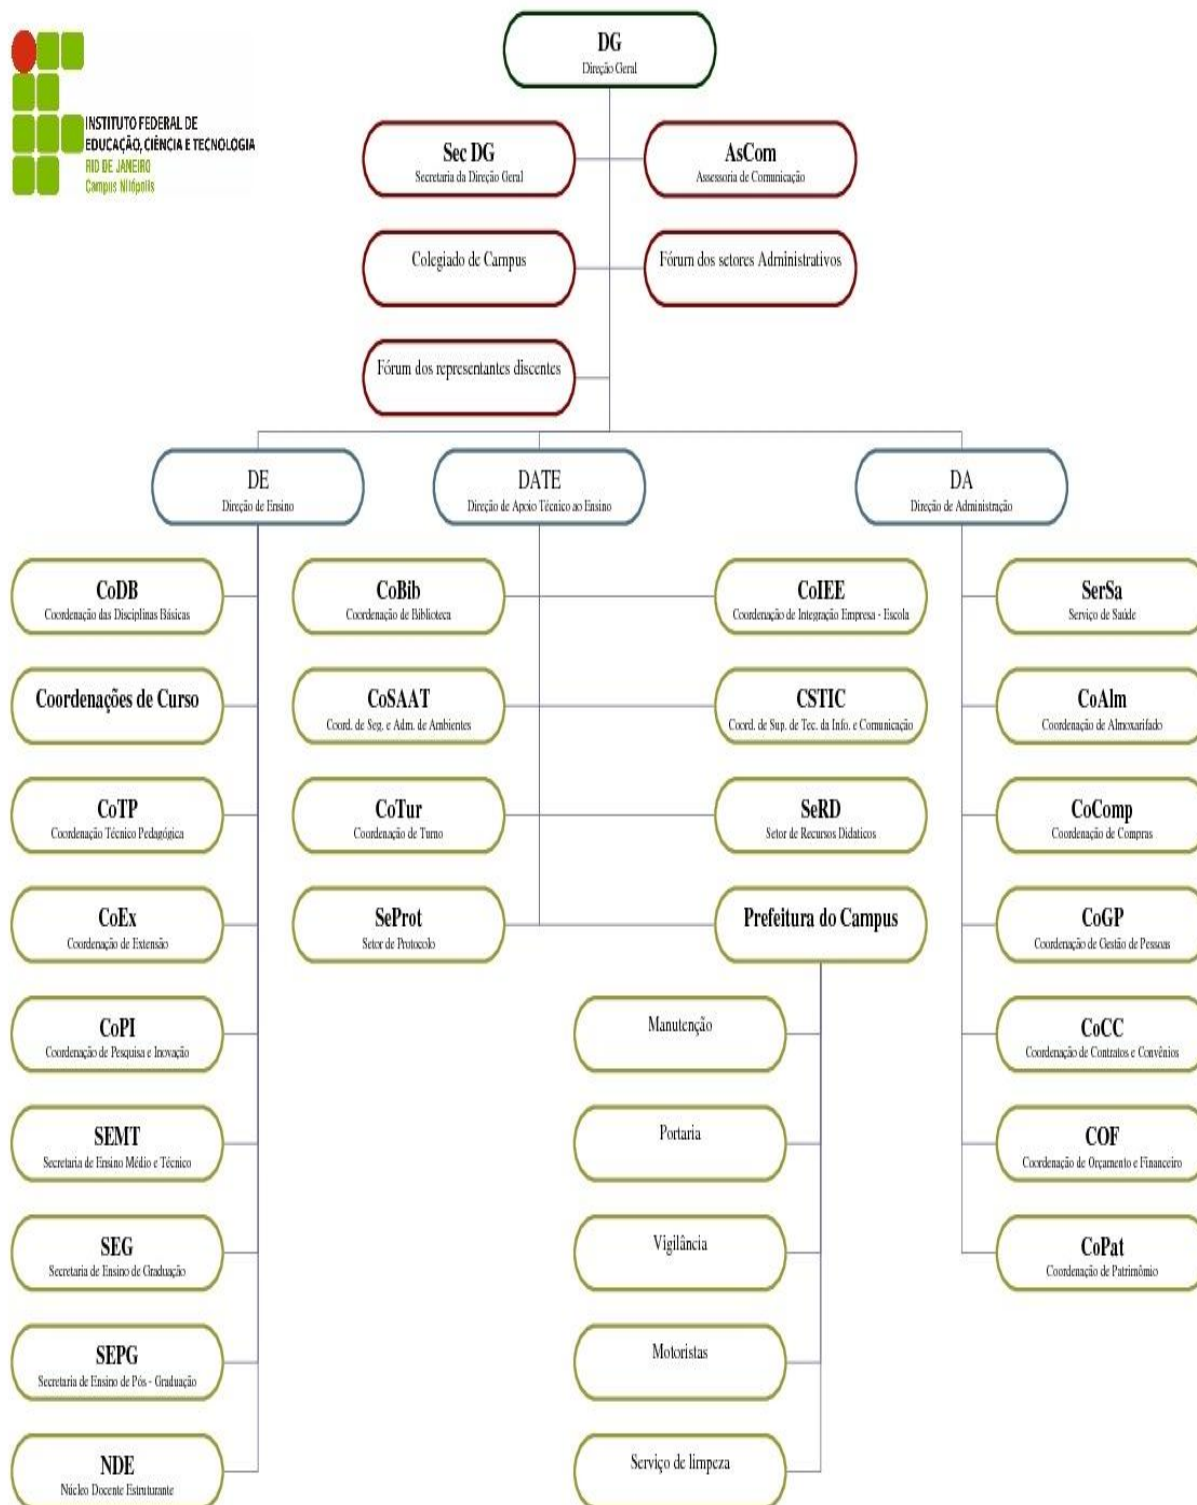 INSTITUTO FEDERAL DE
EDUCAÇÃO, CIÊNCIA E TECNOLOGIA
RIO DE JANEIRO
Campus Nilópolis
DG
Direção Geral
Sec DG
Secretaria da Direção Geral
AsCom
Assessoria de Comunicação
Colegiado de Campus
Fórum dos setores Administrativos
Fórum dos representantes discentes
DE
Direção de Ensino
DATE
Direção de Apoio Técnico ao Ensino
DA
Direção de Administração
CoDB
Coordenação das Disciplinas Básicas
CoBib
Coordenação de Biblioteca
CoIEE
Coordenação de Integração Empresa - Escola
SerSa
Serviço de Saúde
Coordenações de Curso
CoSAAT
Coord. de Seg. e Adm. de Ambientes
CSTIC
Coord. de Sup. de Tec. da Info. e Comunicação
CoAlm
Coordenação de Almoxarifado
CoTP
Coordenação Técnico Pedagógica
CoTur
Coordenação de Turno
SeRD
Setor de Recursos Didaticos
CoComp
Coordenação de Compras
CoEx
Coordenação de Extensão
SeProt
Setor de Protocolo
Prefeitura do Campus
CoGP
Coordenação de Gestão de Pessoas
CoPI
Coordenação de Pesquisa e Inovação
Manutenção
CoCC
Coordenação de Contratos e Convênios
SEMT
Secretaria de Ensino Médio e Técnico
Portaria
COF
Coordenação de Orçamento e Financeiro
SEG
Secretaria de Ensino de Graduação
Vigilância
CoPat
Coordenação de Patrimômio
SEPG
Secretaria de Ensino de Pós - Graduação
Motoristas
NDE
Núcleo Docente Estruturante
Serviço de limpeza